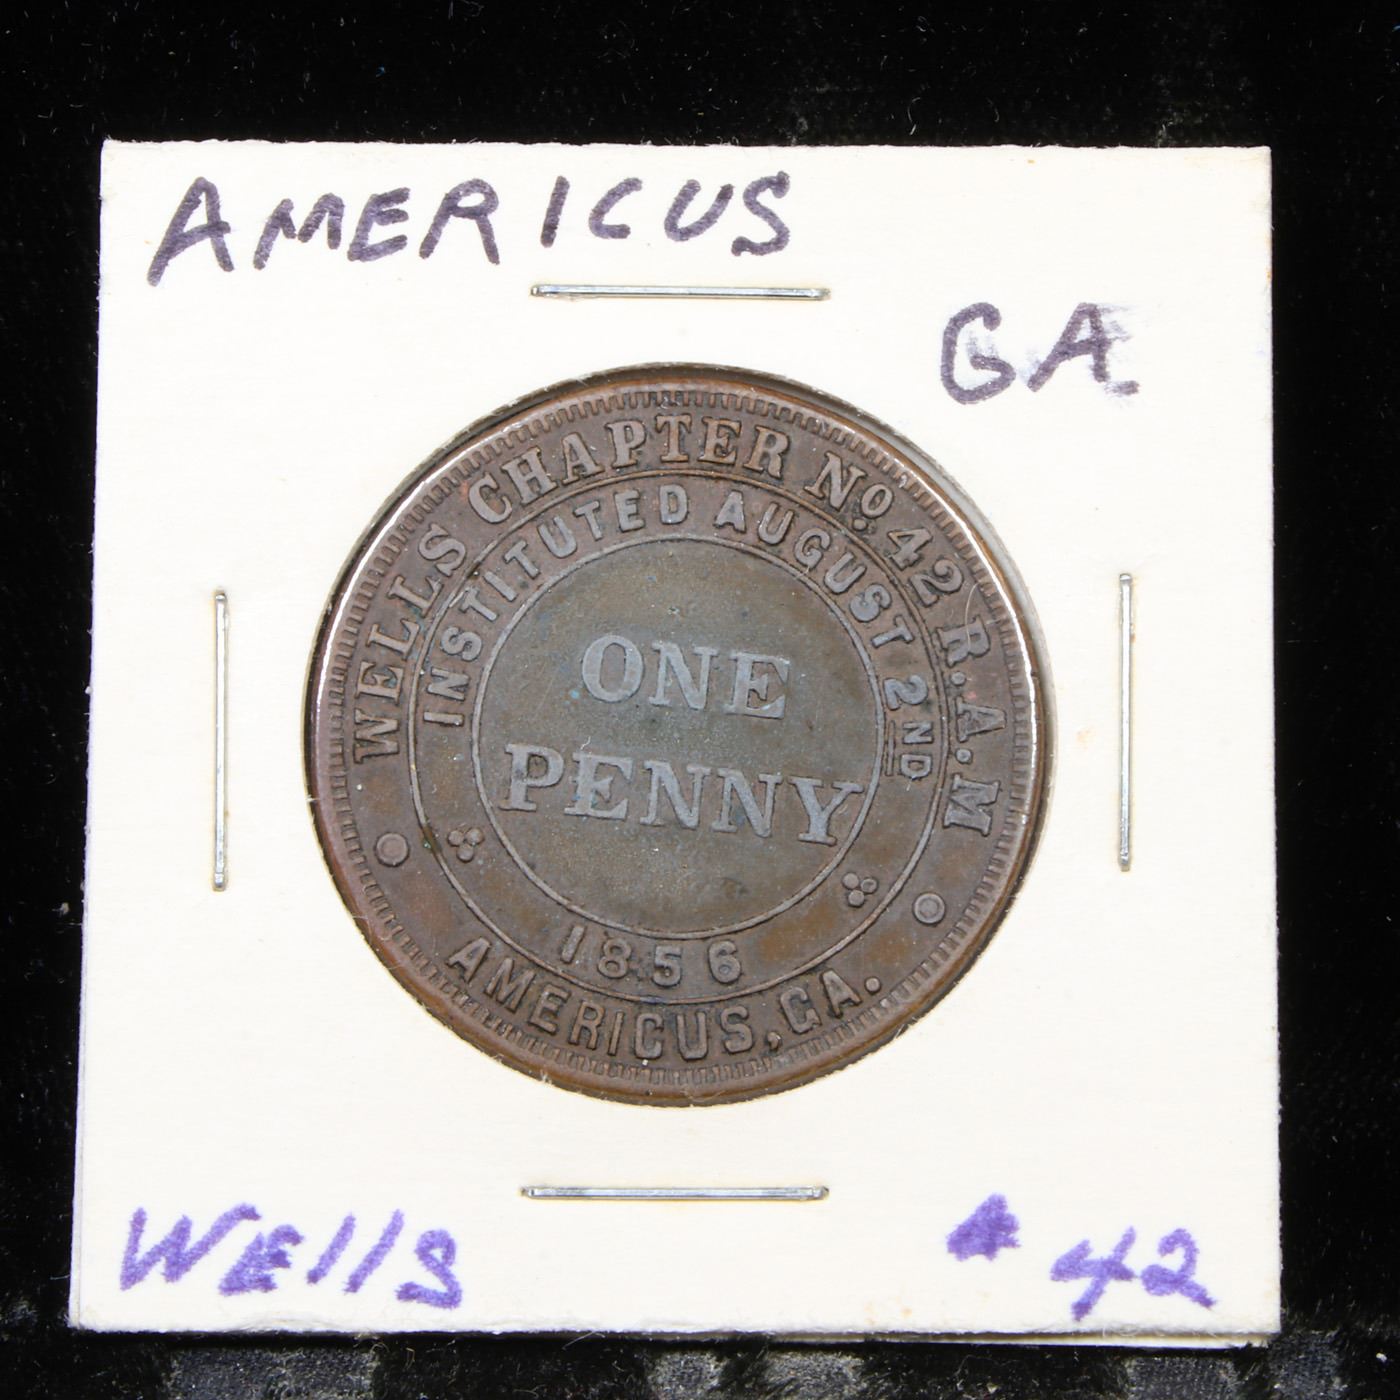 AMERICUS
GA
WELLS CHAPTER No. 42 R.A.M
INSTITUTED AUGUST 2ND
ONE
PENNY
1856
AMERICUS, GA.
WElls
# 42